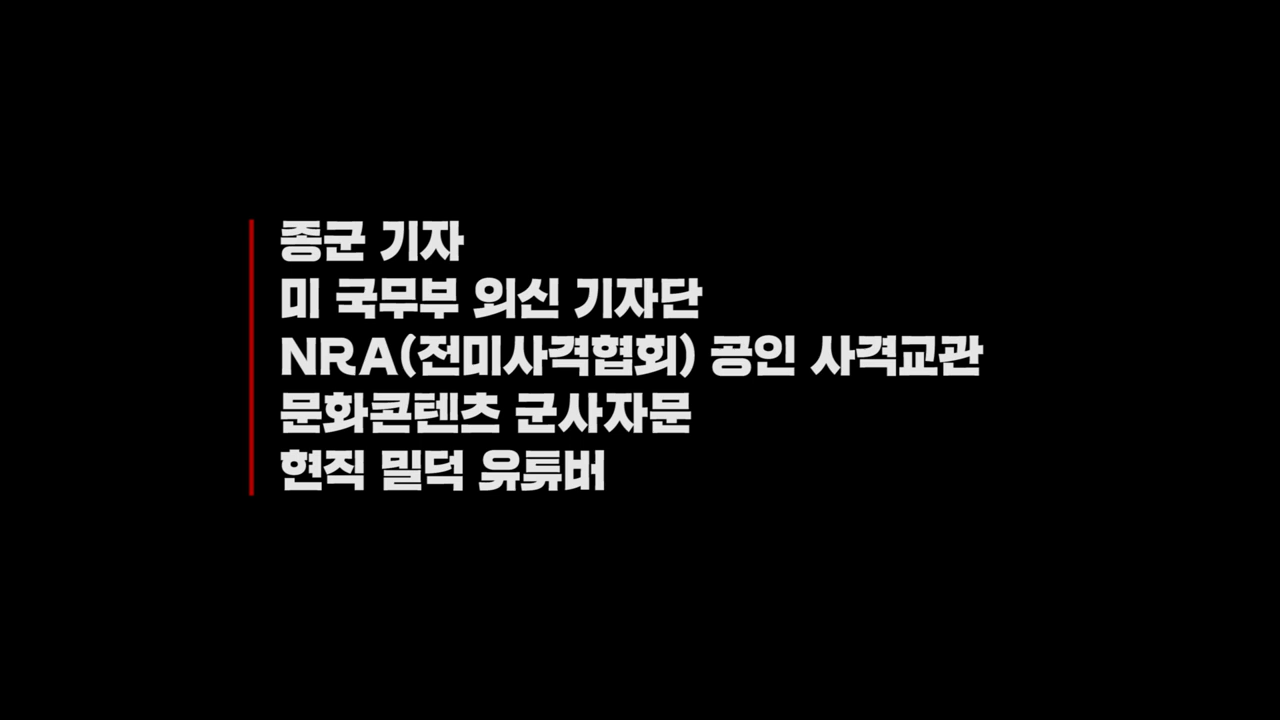 종군 기자
미 국무부 외신 기자단
NRA(전미사격협회) 공인 사격교관
문화콘텐츠 군사자문
현직 밀덕 유튜버